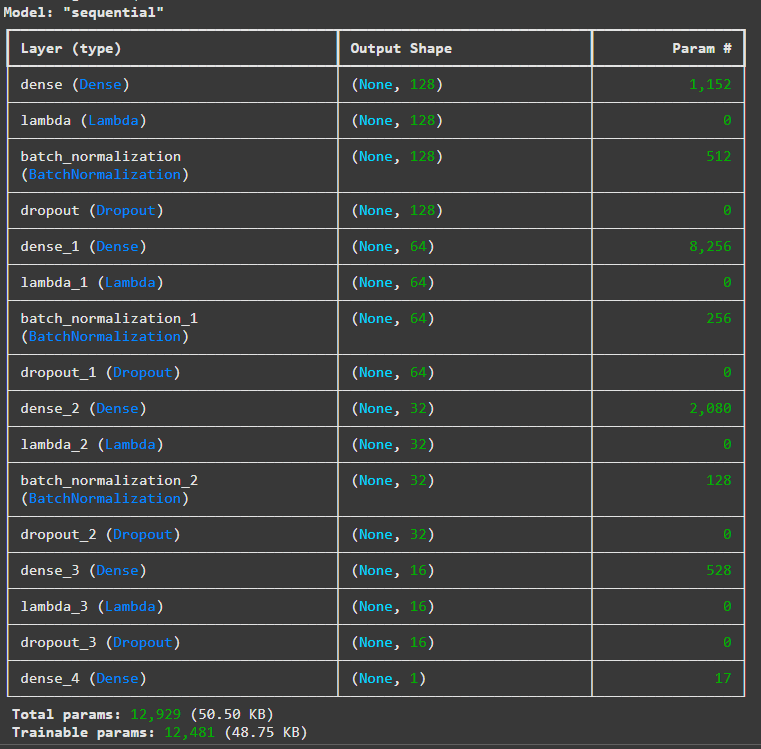 Model: "sequential"
Layer (type) Output Shape Param #
dense (Dense) (None, 128) 1,152
lambda (Lambda) (None, 128) 0
batch_normalization (None, 128) 512
(BatchNormalization)
dropout (Dropout) (None, 128) 0
dense_1 (Dense) (None, 64) 8,256
lambda_1 (Lambda) (None, 64) 0
batch_normalization_1 (None, 64) 256
(BatchNormalization)
dropout_1 (Dropout) (None, 64) 0
dense_2 (Dense) (None, 32) 2,080
lambda_2 (Lambda) (None, 32) 0
batch_normalization_2 (None, 32) 128
(BatchNormalization)
dropout_2 (Dropout) (None, 32) 0
dense_3 (Dense) (None, 16) 528
lambda_3 (Lambda) (None, 16) 0
dropout_3 (Dropout) (None, 16) 0
dense_4 (Dense) (None, 1) 17
Total params: 12,929 (50.50 KB)
Trainable params: 12,481 (48.75 KB)